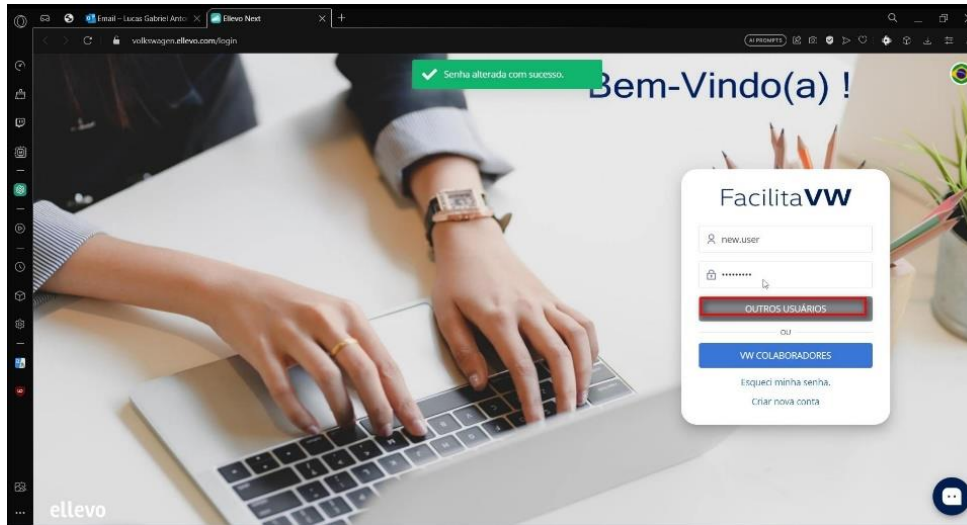 Email – Lucas Gabriel Anto
Ellevo Next
volkswagen.ellevo.com/login
AI PROMPTS
Senha alterada com sucesso.
Bem-Vindo(a) !
FacilitaVW
new.user
OUTROS USUÁRIOS
OU
VW COLABORADORES
Esqueci minha senha.
Criar nova conta
ellevo